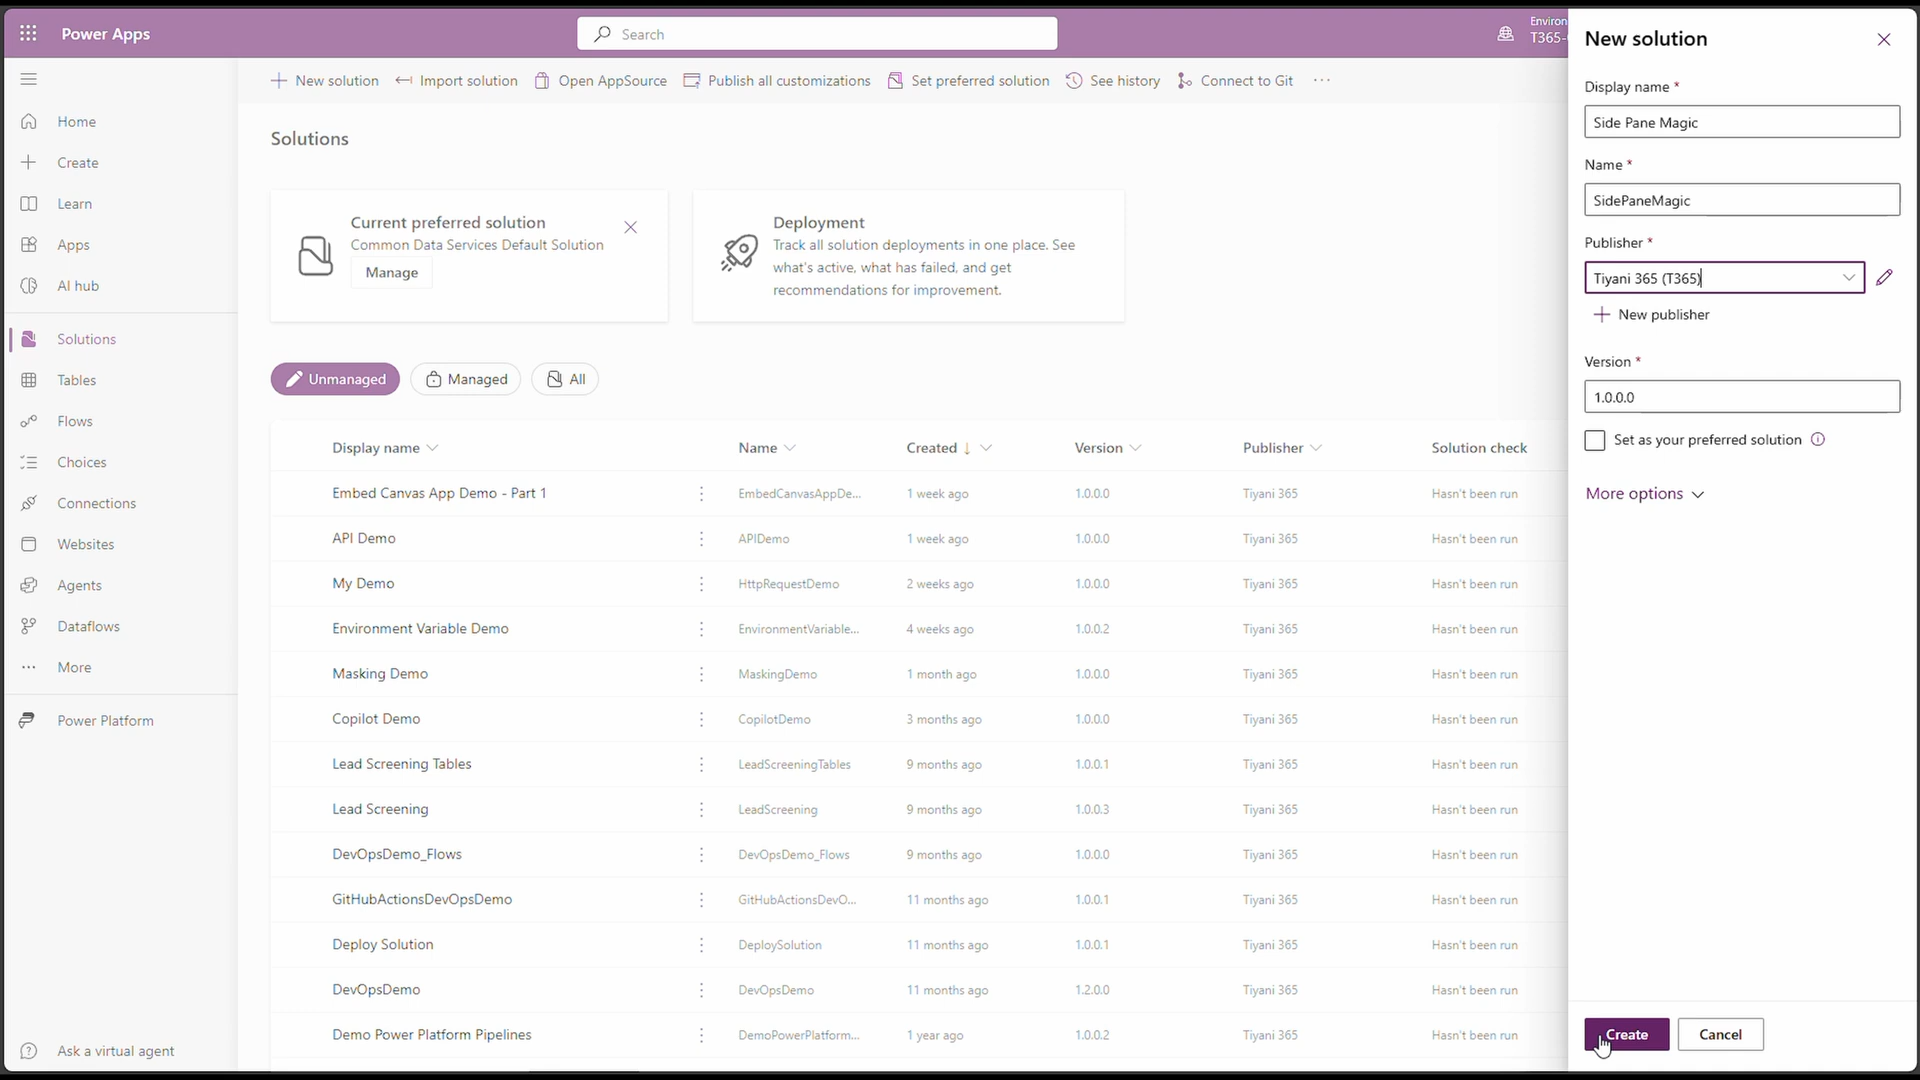 Power Apps
Search
Environ
T365-
Home
Create
Learn
Apps
AI hub
Solutions
Tables
Flows
Choices
Connections
Websites
Agents
Dataflows
More
Power Platform
Ask a virtual agent
New solution
Import solution
Open AppSource
Publish all customizations
Set preferred solution
See history
Connect to Git
Solutions
Current preferred solution
Common Data Services Default Solution
Manage
Deployment
Track all solution deployments in one place. See
what's active, what has failed, and get
recommendations for improvement.
Unmanaged
Managed
All
Display name Name Created Version Publisher Solution check
Embed Canvas App Demo - Part 1 EmbedCanvasAppDe... 1 week ago 1.0.0.0 Tiyani 365 Hasn't been run
API Demo APIDemo 1 week ago 1.0.0.0 Tiyani 365 Hasn't been run
My Demo HttpRequestDemo 2 weeks ago 1.0.0.0 Tiyani 365 Hasn't been run
Environment Variable Demo EnvironmentVariable... 4 weeks ago 1.0.0.2 Tiyani 365 Hasn't been run
Masking Demo MaskingDemo 1 month ago 1.0.0.0 Tiyani 365 Hasn't been run
Copilot Demo CopilotDemo 3 months ago 1.0.0.0 Tiyani 365 Hasn't been run
Lead Screening Tables LeadScreeningTables 9 months ago 1.0.0.1 Tiyani 365 Hasn't been run
Lead Screening LeadScreening 9 months ago 1.0.0.3 Tiyani 365 Hasn't been run
DevOpsDemo_Flows DevOpsDemo_Flows 9 months ago 1.0.0.0 Tiyani 365 Hasn't been run
GitHubActionsDevOpsDemo GitHubActionsDevO... 11 months ago 1.0.0.1 Tiyani 365 Hasn't been run
Deploy Solution DeploySolution 11 months ago 1.0.0.1 Tiyani 365 Hasn't been run
DevOpsDemo DevOpsDemo 11 months ago 1.2.0.0 Tiyani 365 Hasn't been run
Demo Power Platform Pipelines DemoPowerPlatform... 1 year ago 1.0.0.2 Tiyani 365 Hasn't been run
New solution
Display name *
Side Pane Magic
Name *
SidePaneMagic
Publisher *
Tiyani 365 (T365)
New publisher
Version *
1.0.0.0
Set as your preferred solution
More options
Create
Cancel